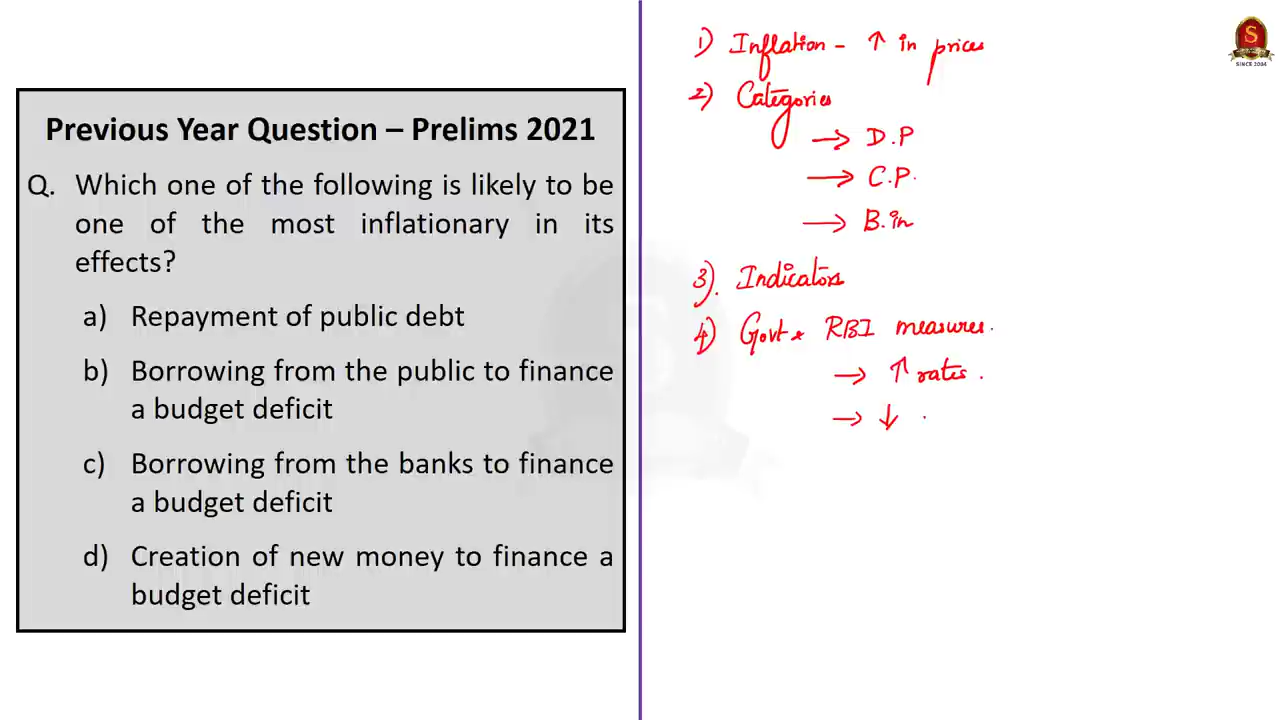 Previous Year Question – Prelims 2021
Q. Which one of the following is likely to be
one of the most inflationary in its
effects?
a) Repayment of public debt
b) Borrowing from the public to finance
a budget deficit
c) Borrowing from the banks to finance
a budget deficit
d) Creation of new money to finance a
budget deficit
1) Inflation - ↑ in prices
2) Categories
→ D.P
→ C.P.
→ B.in
3). Indicators
4) Govt & RBI measures.
→ ↑ rates.
→ ↓ .
S
SINCE 2004